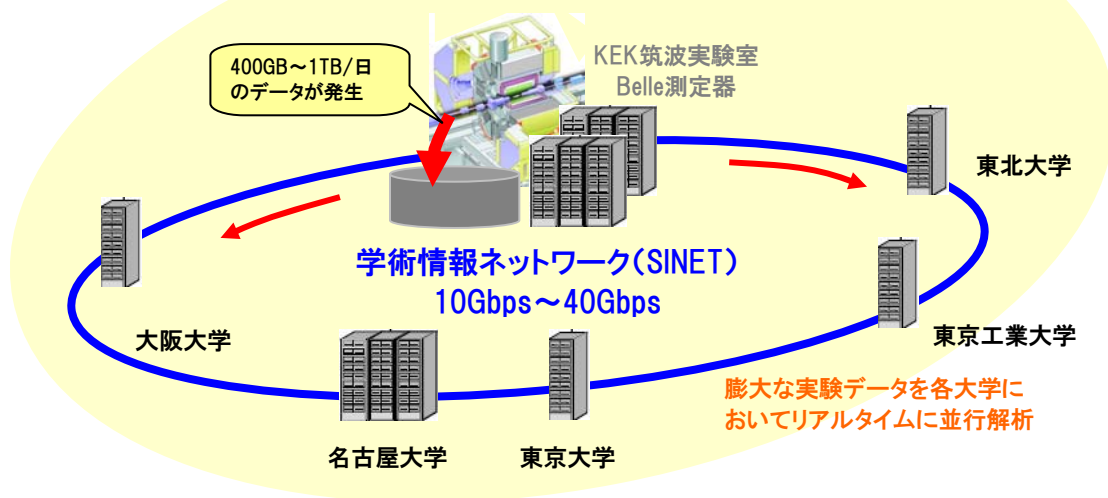 400GB～1TB/日
のデータが発生
KEK筑波実験室
Belle測定器
東北大学
学術情報ネットワーク（SINET）
10Gbps～40Gbps
大阪大学
東京工業大学
膨大な実験データを各大学に
おいてリアルタイムに並行解析
名古屋大学
東京大学